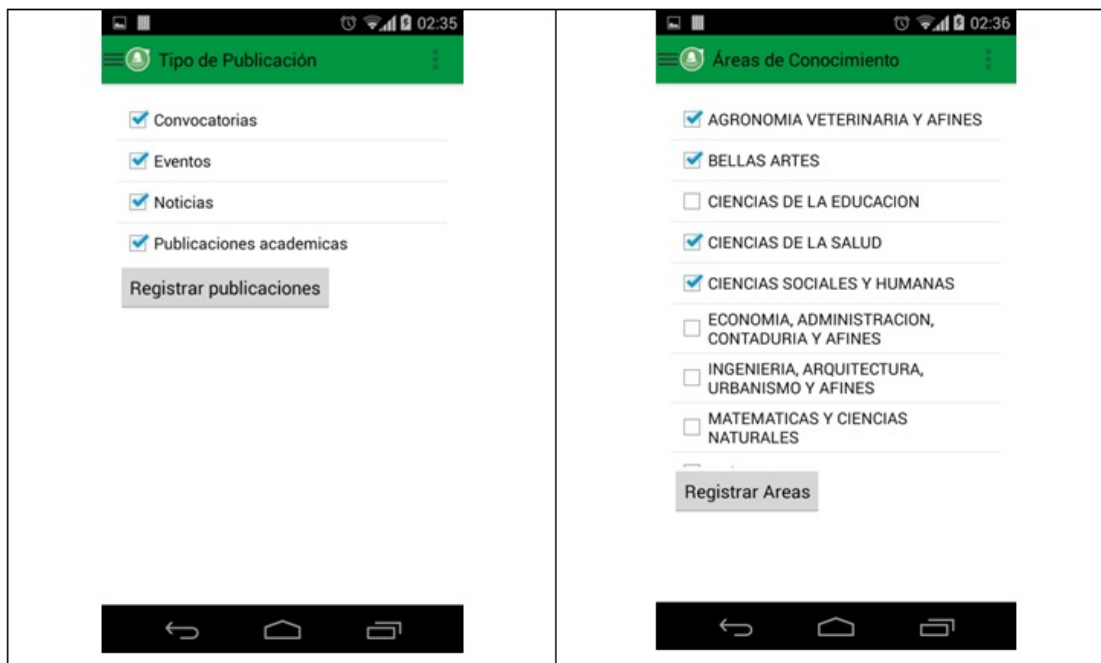 02:35
Tipo de Publicación
Convocatorias
Eventos
Noticias
Publicaciones academicas
Registrar publicaciones
02:36
Áreas de Conocimiento
AGRONOMIA VETERINARIA Y AFINES
BELLAS ARTES
CIENCIAS DE LA EDUCACION
CIENCIAS DE LA SALUD
CIENCIAS SOCIALES Y HUMANAS
ECONOMIA, ADMINISTRACION,
CONTADURIA Y AFINES
INGENIERIA, ARQUITECTURA,
URBANISMO Y AFINES
MATEMATICAS Y CIENCIAS
NATURALES
Registrar Areas